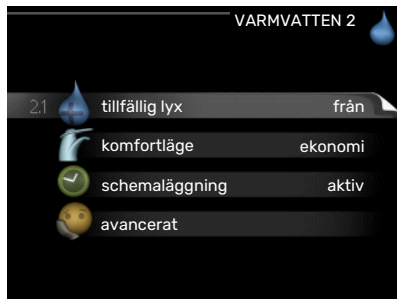 VARMVATTEN 2
2.1 tillfällig lyx från
komfortläge ekonomi
schemaläggning aktiv
avancerat